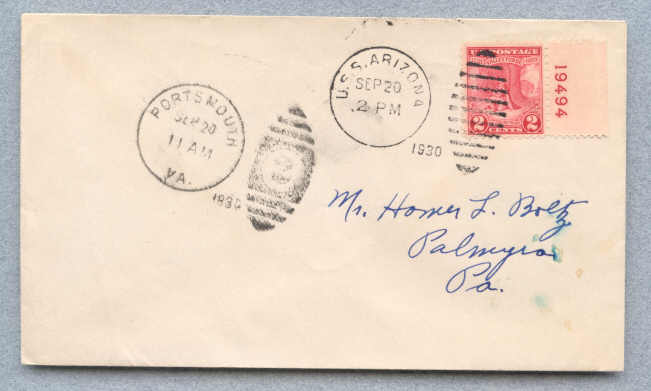 PORTSMOUTH
SEP 20
11 AM
VA.
1930
U.S.S. ARIZONA
SEP 20
2 PM
1930
U.S. POSTAGE
2 CENTS 2
19494
Mr. Homer L. Boltz
Palmyra
Pa.